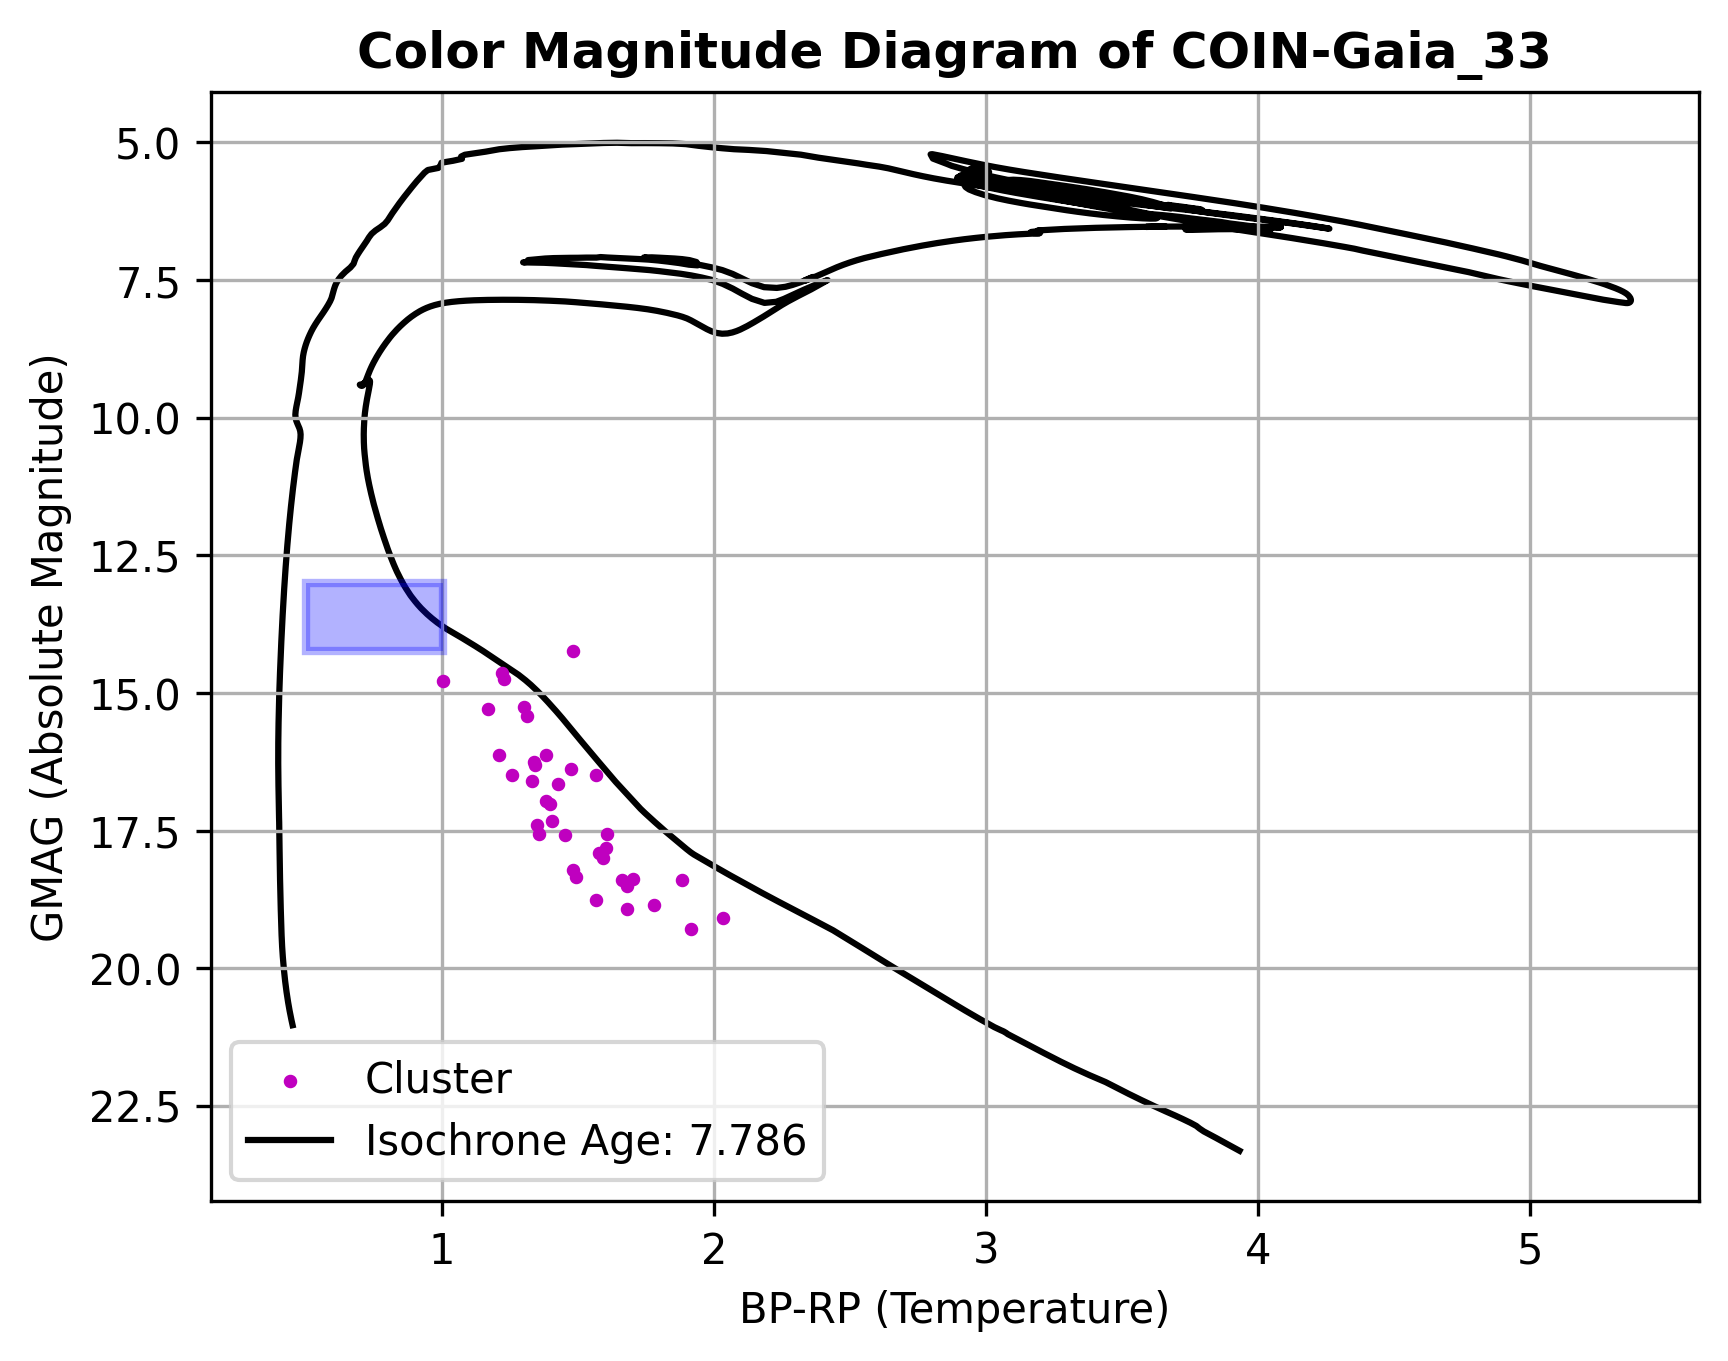 Color Magnitude Diagram of COIN-Gaia_33
GMAG (Absolute Magnitude)
5.0
7.5
10.0
12.5
15.0
17.5
20.0
22.5
Cluster
Isochrone Age: 7.786
1 2 3 4 5
BP-RP (Temperature)